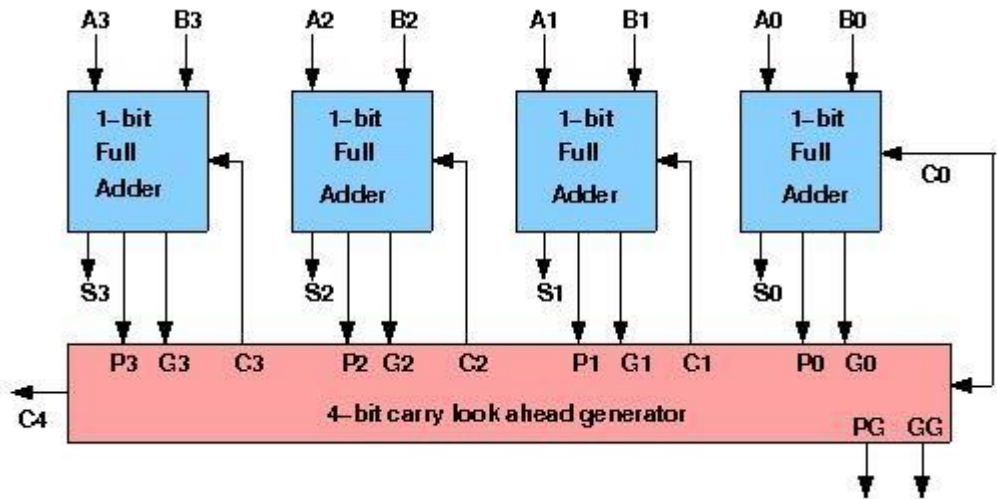 A3 B3 A2 B2 A1 B1 A0 B0
1-bit Full Adder
1-bit Full Adder
1-bit Full Adder
1-bit Full Adder
C0
S3 S2 S1 S0
P3 G3 C3 P2 G2 C2 P1 G1 C1 P0 G0
C4
4-bit carry look ahead generator
PG GG